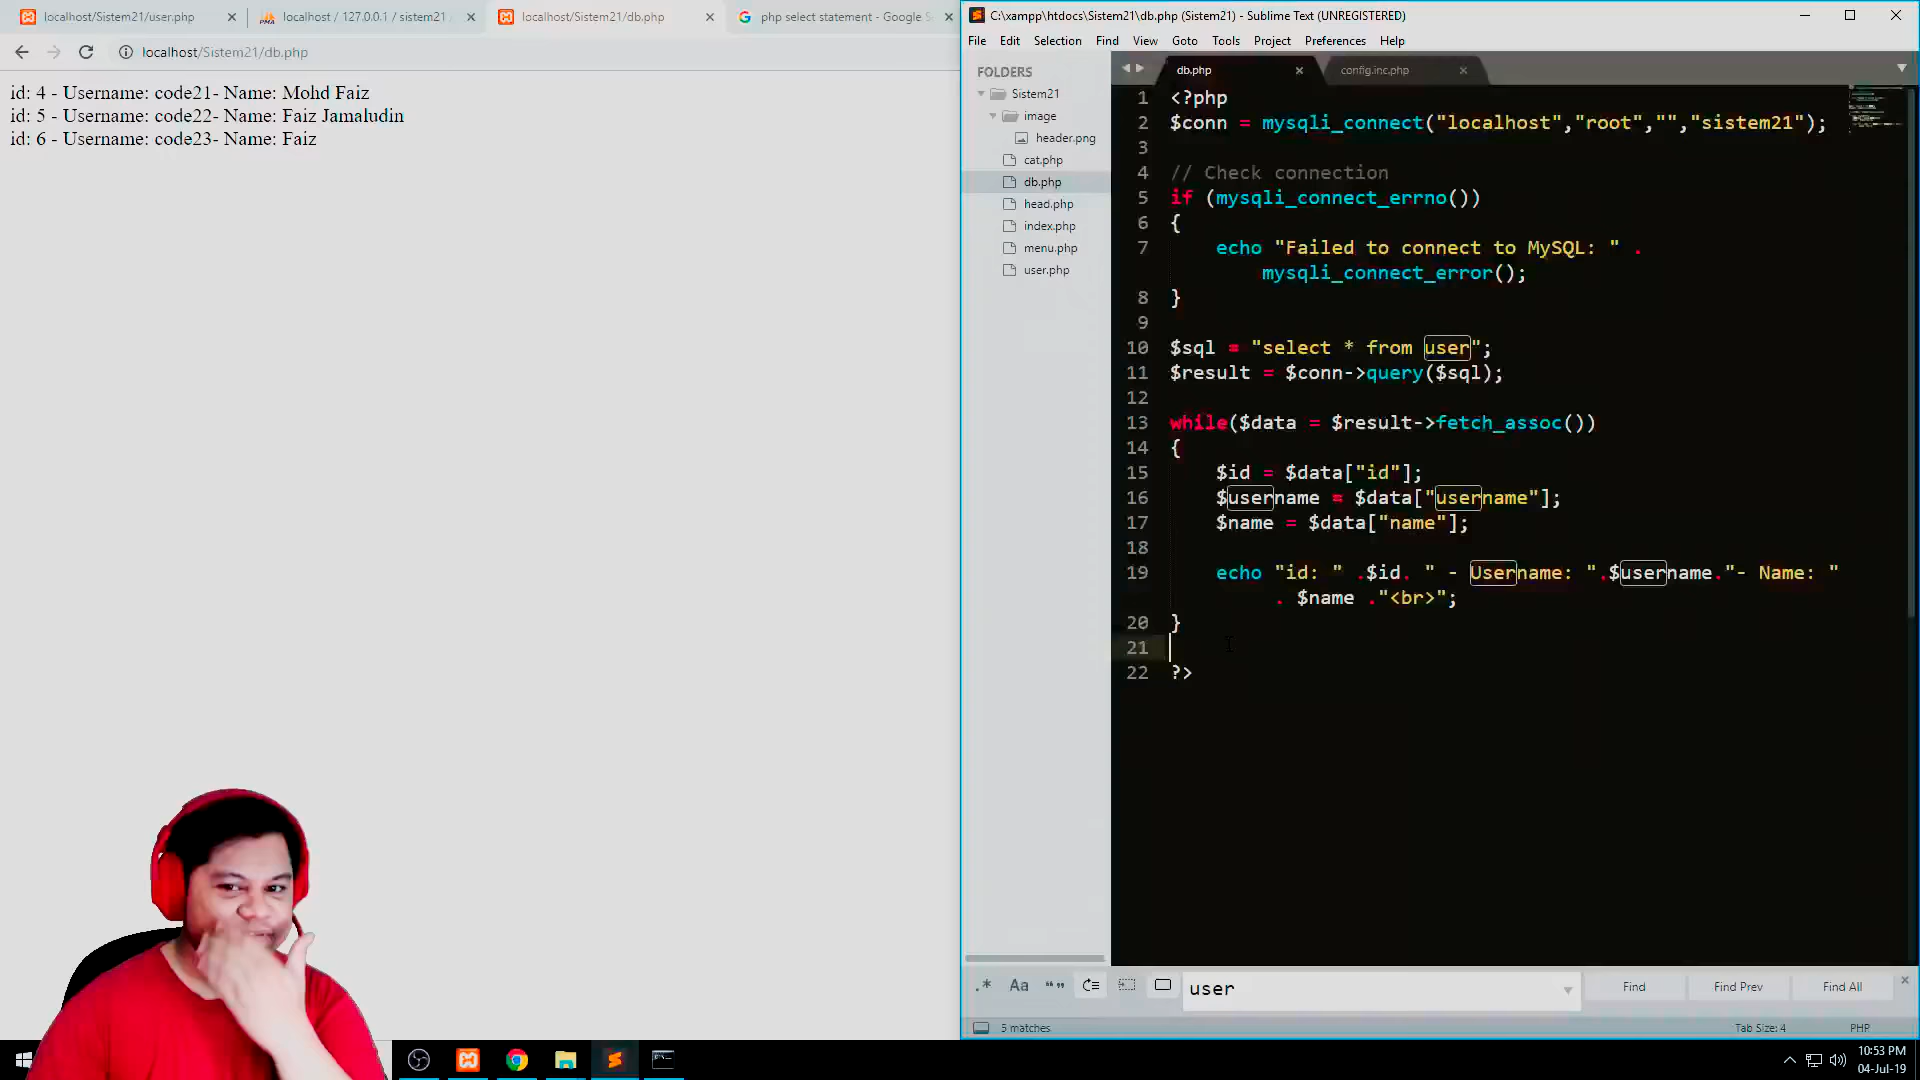 localhost/Sistem21/user.php
localhost / 127.0.0.1 / sistem21
localhost/Sistem21/db.php
php select statement - Google S
localhost/Sistem21/db.php
id: 4 - Username: code21- Name: Mohd Faiz
id: 5 - Username: code22- Name: Faiz Jamaludin
id: 6 - Username: code23- Name: Faiz
C:\xampp\htdocs\Sistem21\db.php (Sistem21) - Sublime Text (UNREGISTERED)
File Edit Selection Find View Goto Tools Project Preferences Help
FOLDERS
Sistem21
image
header.png
cat.php
db.php
head.php
index.php
menu.php
user.php
db.php
config.inc.php
1 <?php
2 $conn = mysqli_connect("localhost","root","","sistem21");
3
4 // Check connection
5 if (mysqli_connect_errno())
6 {
7 echo "Failed to connect to MySQL: " .
mysqli_connect_error();
8 }
9
10 $sql = "select * from user";
11 $result = $conn->query($sql);
12
13 while($data = $result->fetch_assoc())
14 {
15 $id = $data["id"];
16 $username = $data["username"];
17 $name = $data["name"];
18
19 echo "id: " .$id. " - Username: ".$username."- Name: "
. $name ."<br>";
20 }
21
22 ?>
.* Aa “”
user
Find
Find Prev
Find All
5 matches
Tab Size: 4
PHP
10:53 PM
04-Jul-19